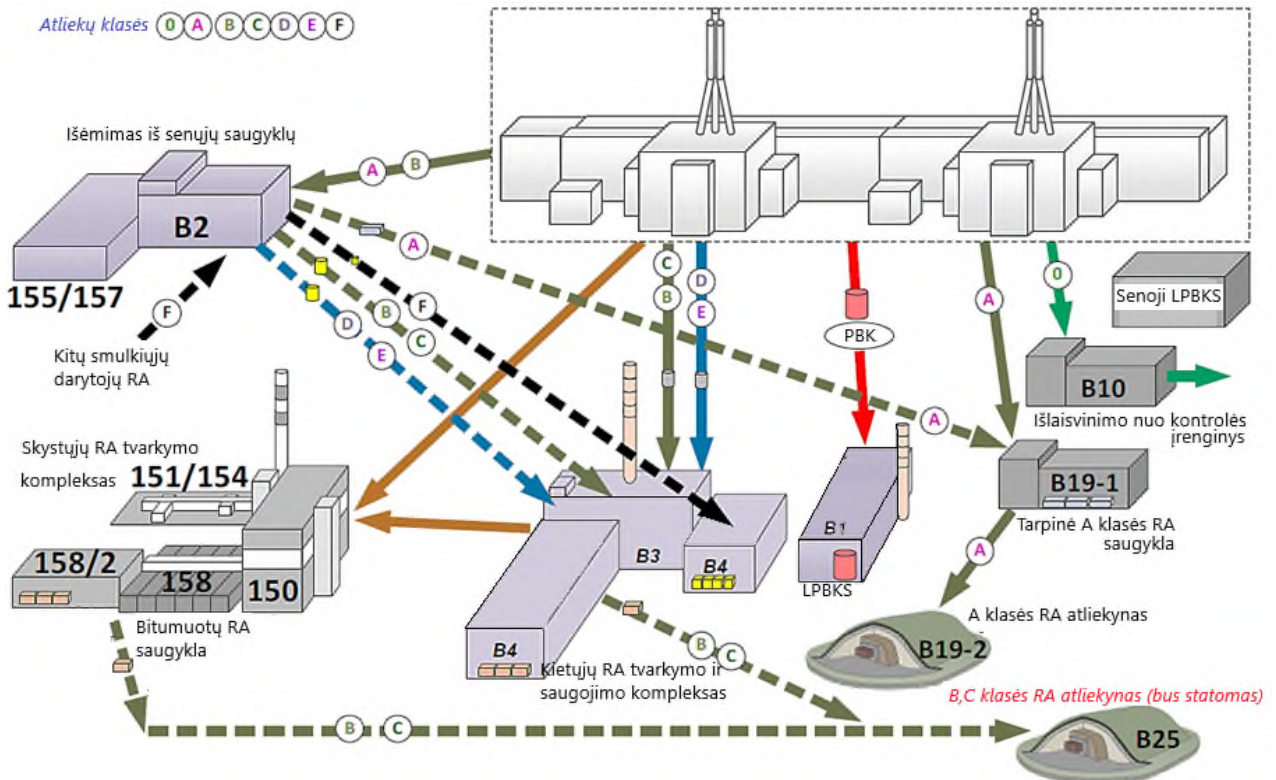 Atliekų klasės 0 A B C D E F
Išėmimas iš senųjų saugyklų
A B
B2
155/157
F
Kitų smulkiųjų
darytojų RA
A
F
B
C
D
E
C
B
D
E
PBK
A
0
Senoji LPBKS
B10
Išlaisvinimo nuo kontrolės
įrenginys
A
B19-1
Tarpinė A klasės RA
saugykla
Skystųjų RA tvarkymo
kompleksas 151/154
158/2
158
150
Bitumuotų RA
saugykla
B3
B4
B4
Kietųjų RA tvarkymo ir
saugojimo kompleksas
B1
LPBKS
A
A klasės RA atliekynas
B19-2
B C
B,C klasės RA atliekynas (bus statomas)
B25
B C